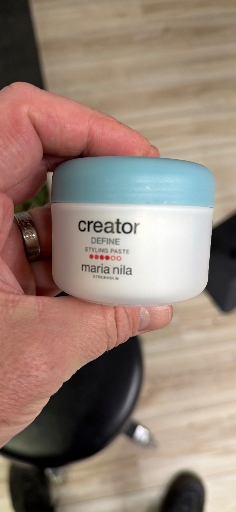 creator
DEFINE
STYLING PASTE
maria nila
STOCKHOLM